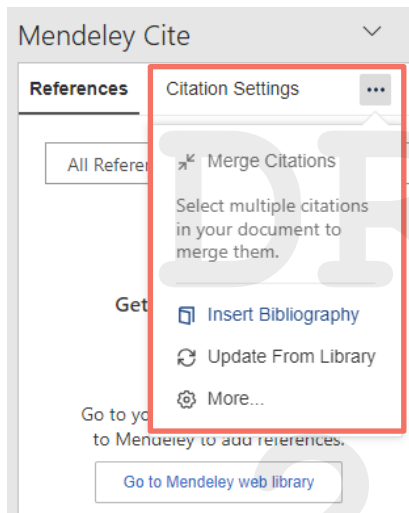 Mendeley Cite
References
Citation Settings
...
All Refere
Merge Citations
Select multiple citations
in your document to
merge them.
Get
Insert Bibliography
Update From Library
More...
Go to yo
to Mendeley to add references.
Go to Mendeley web library